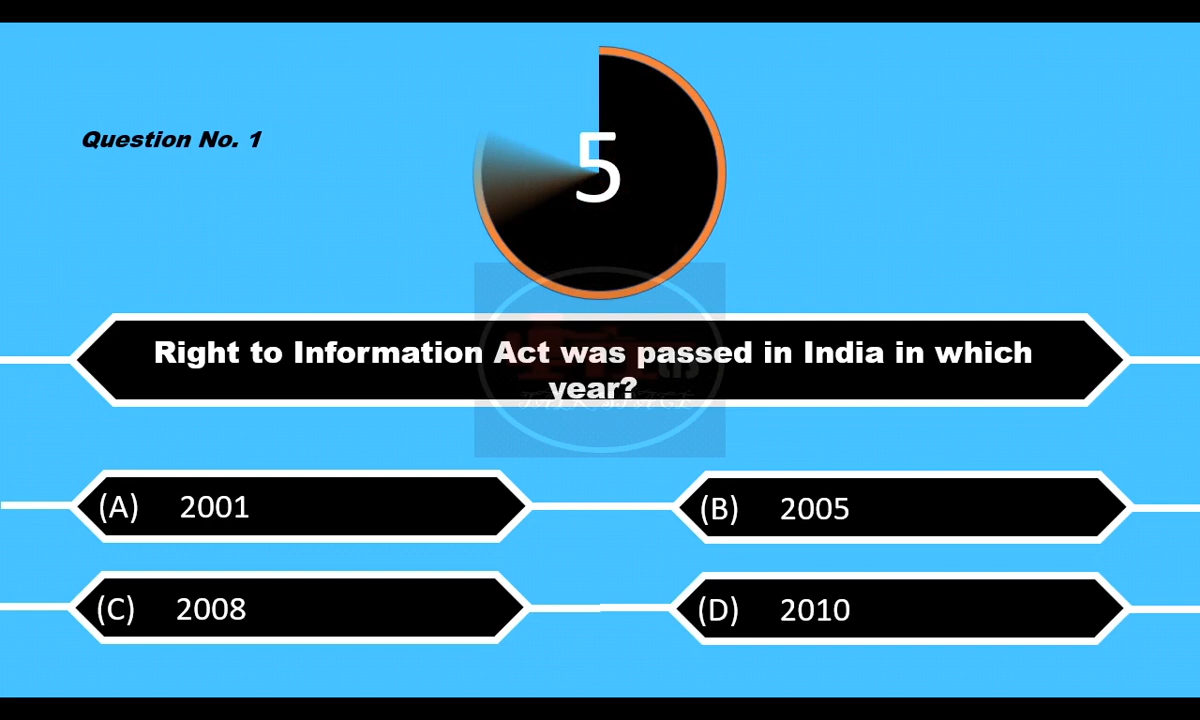 Question No. 1
5
Right to Information Act was passed in India in which
year?
(A) 2001
(B) 2005
(C) 2008
(D) 2010